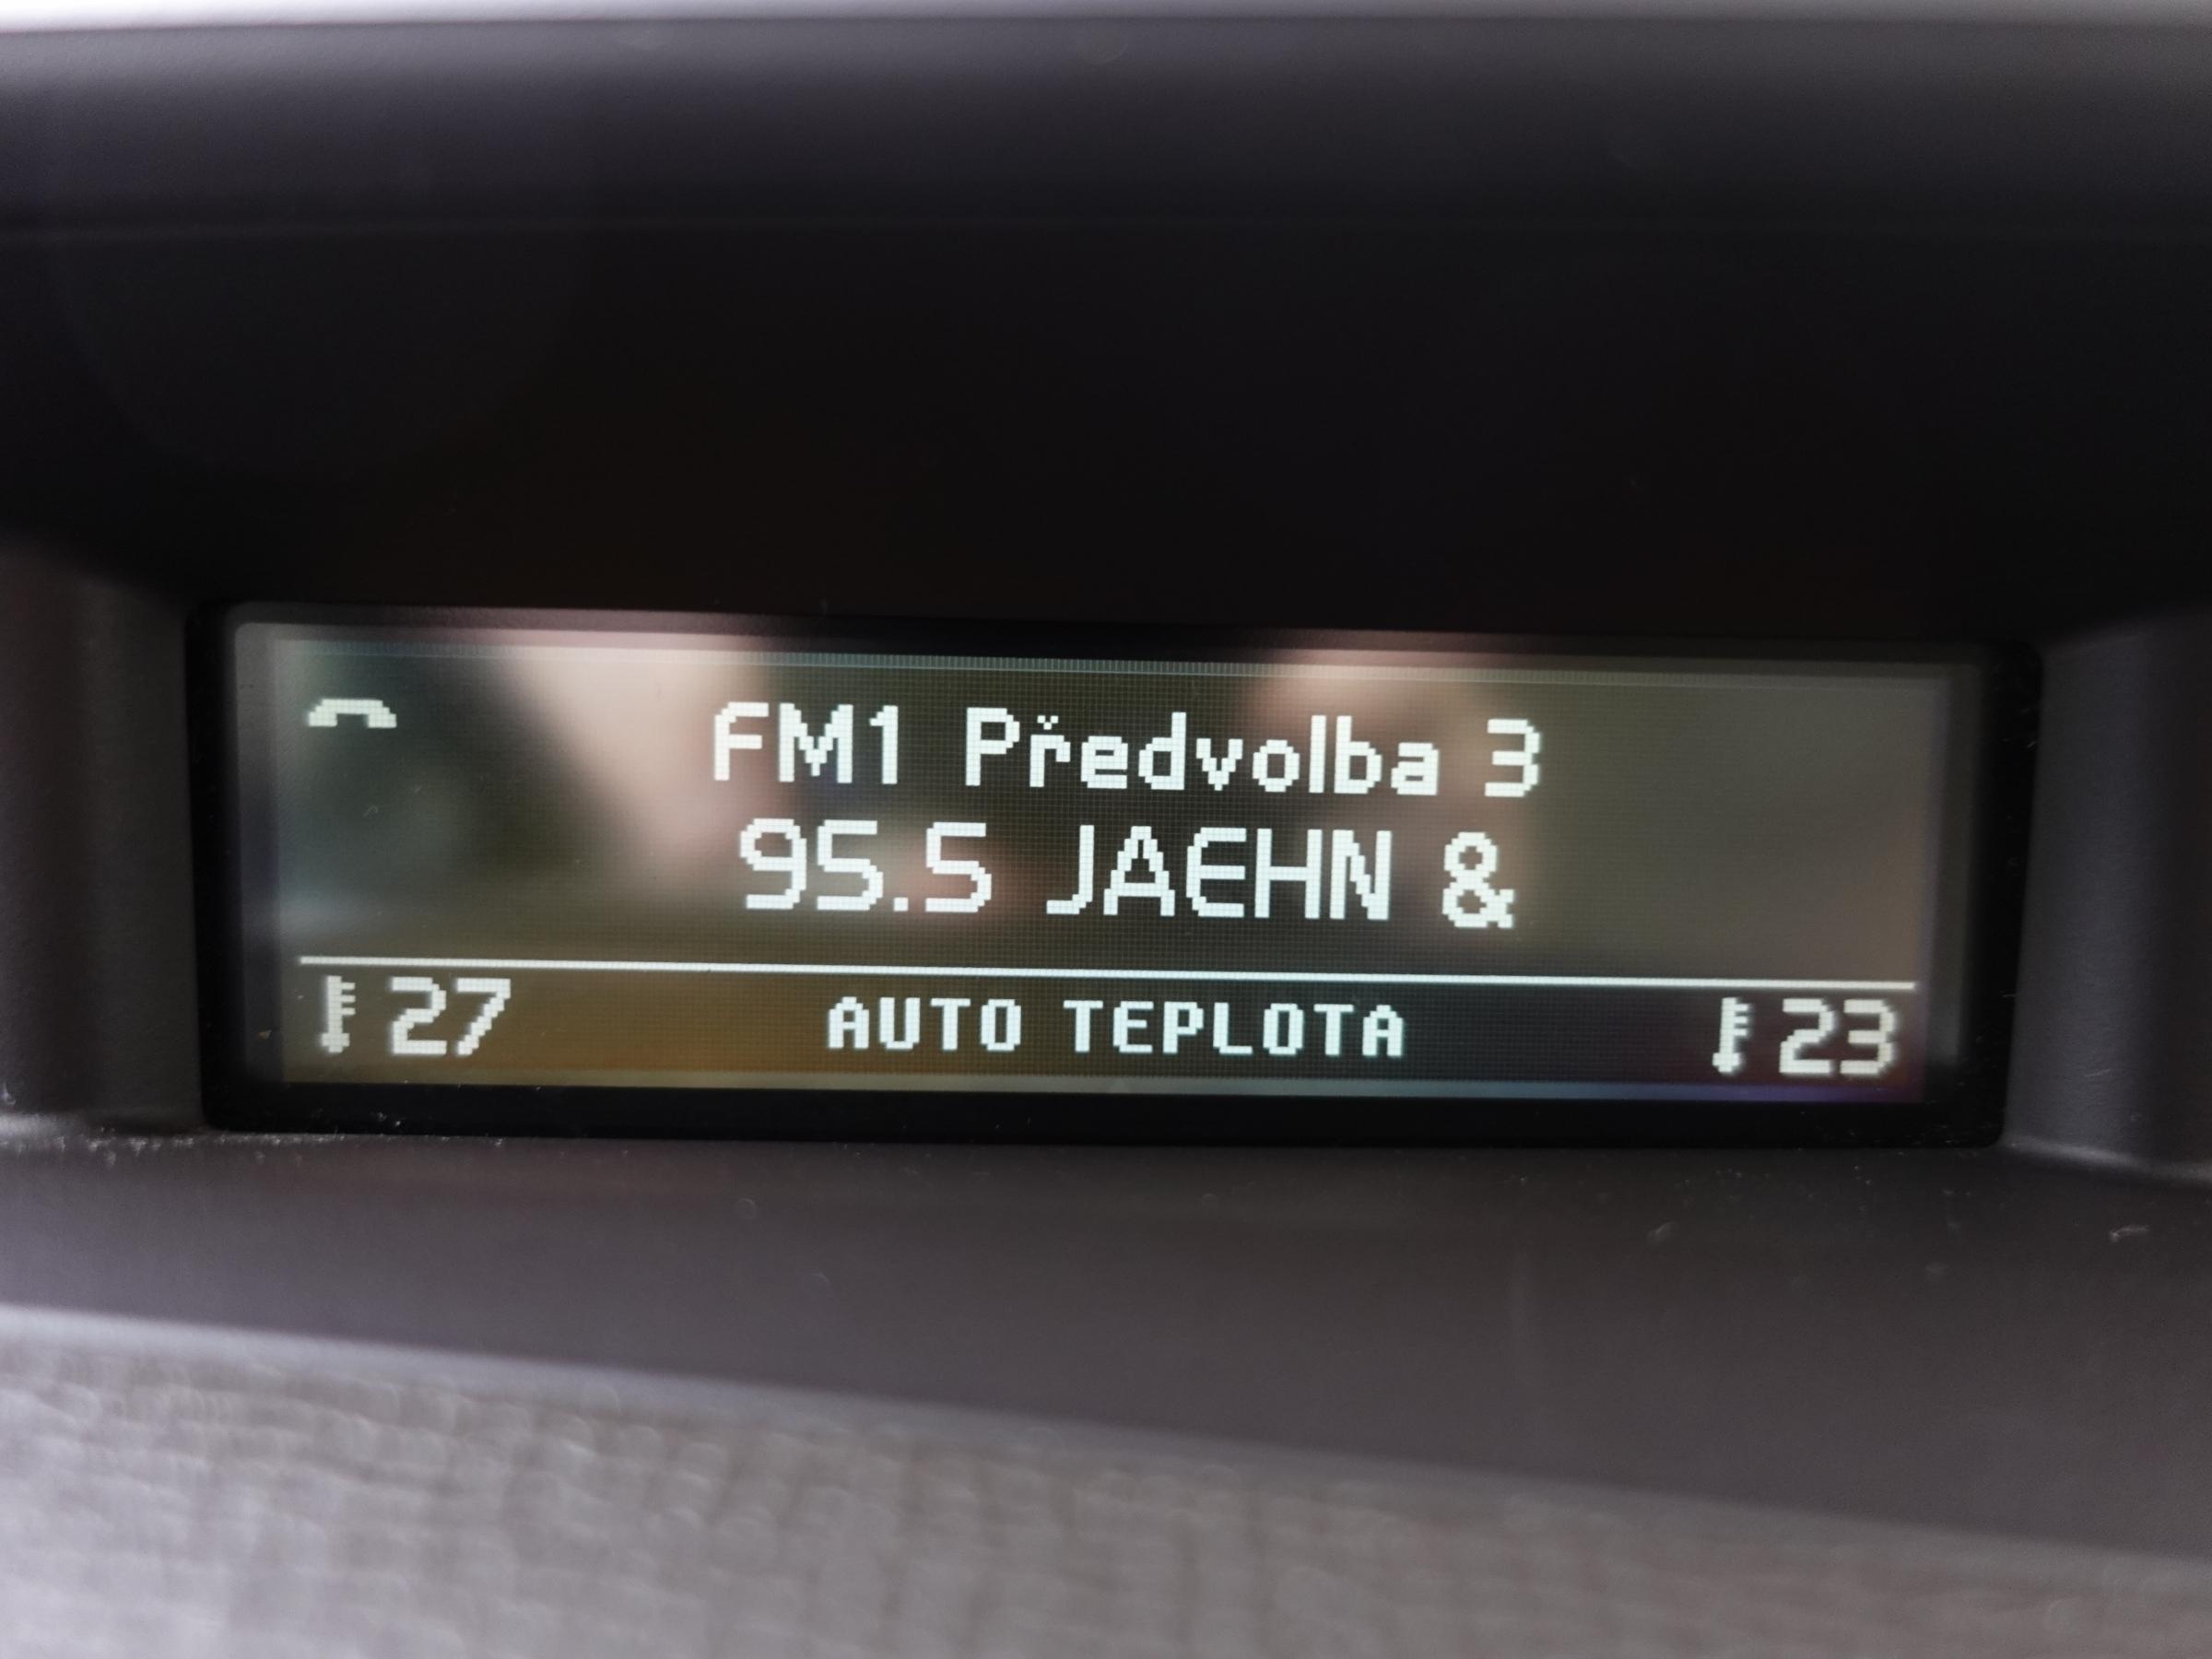 FM1 Předvolba 3
95.5 JAEHN &
27 AUTO TEPLOTA 23